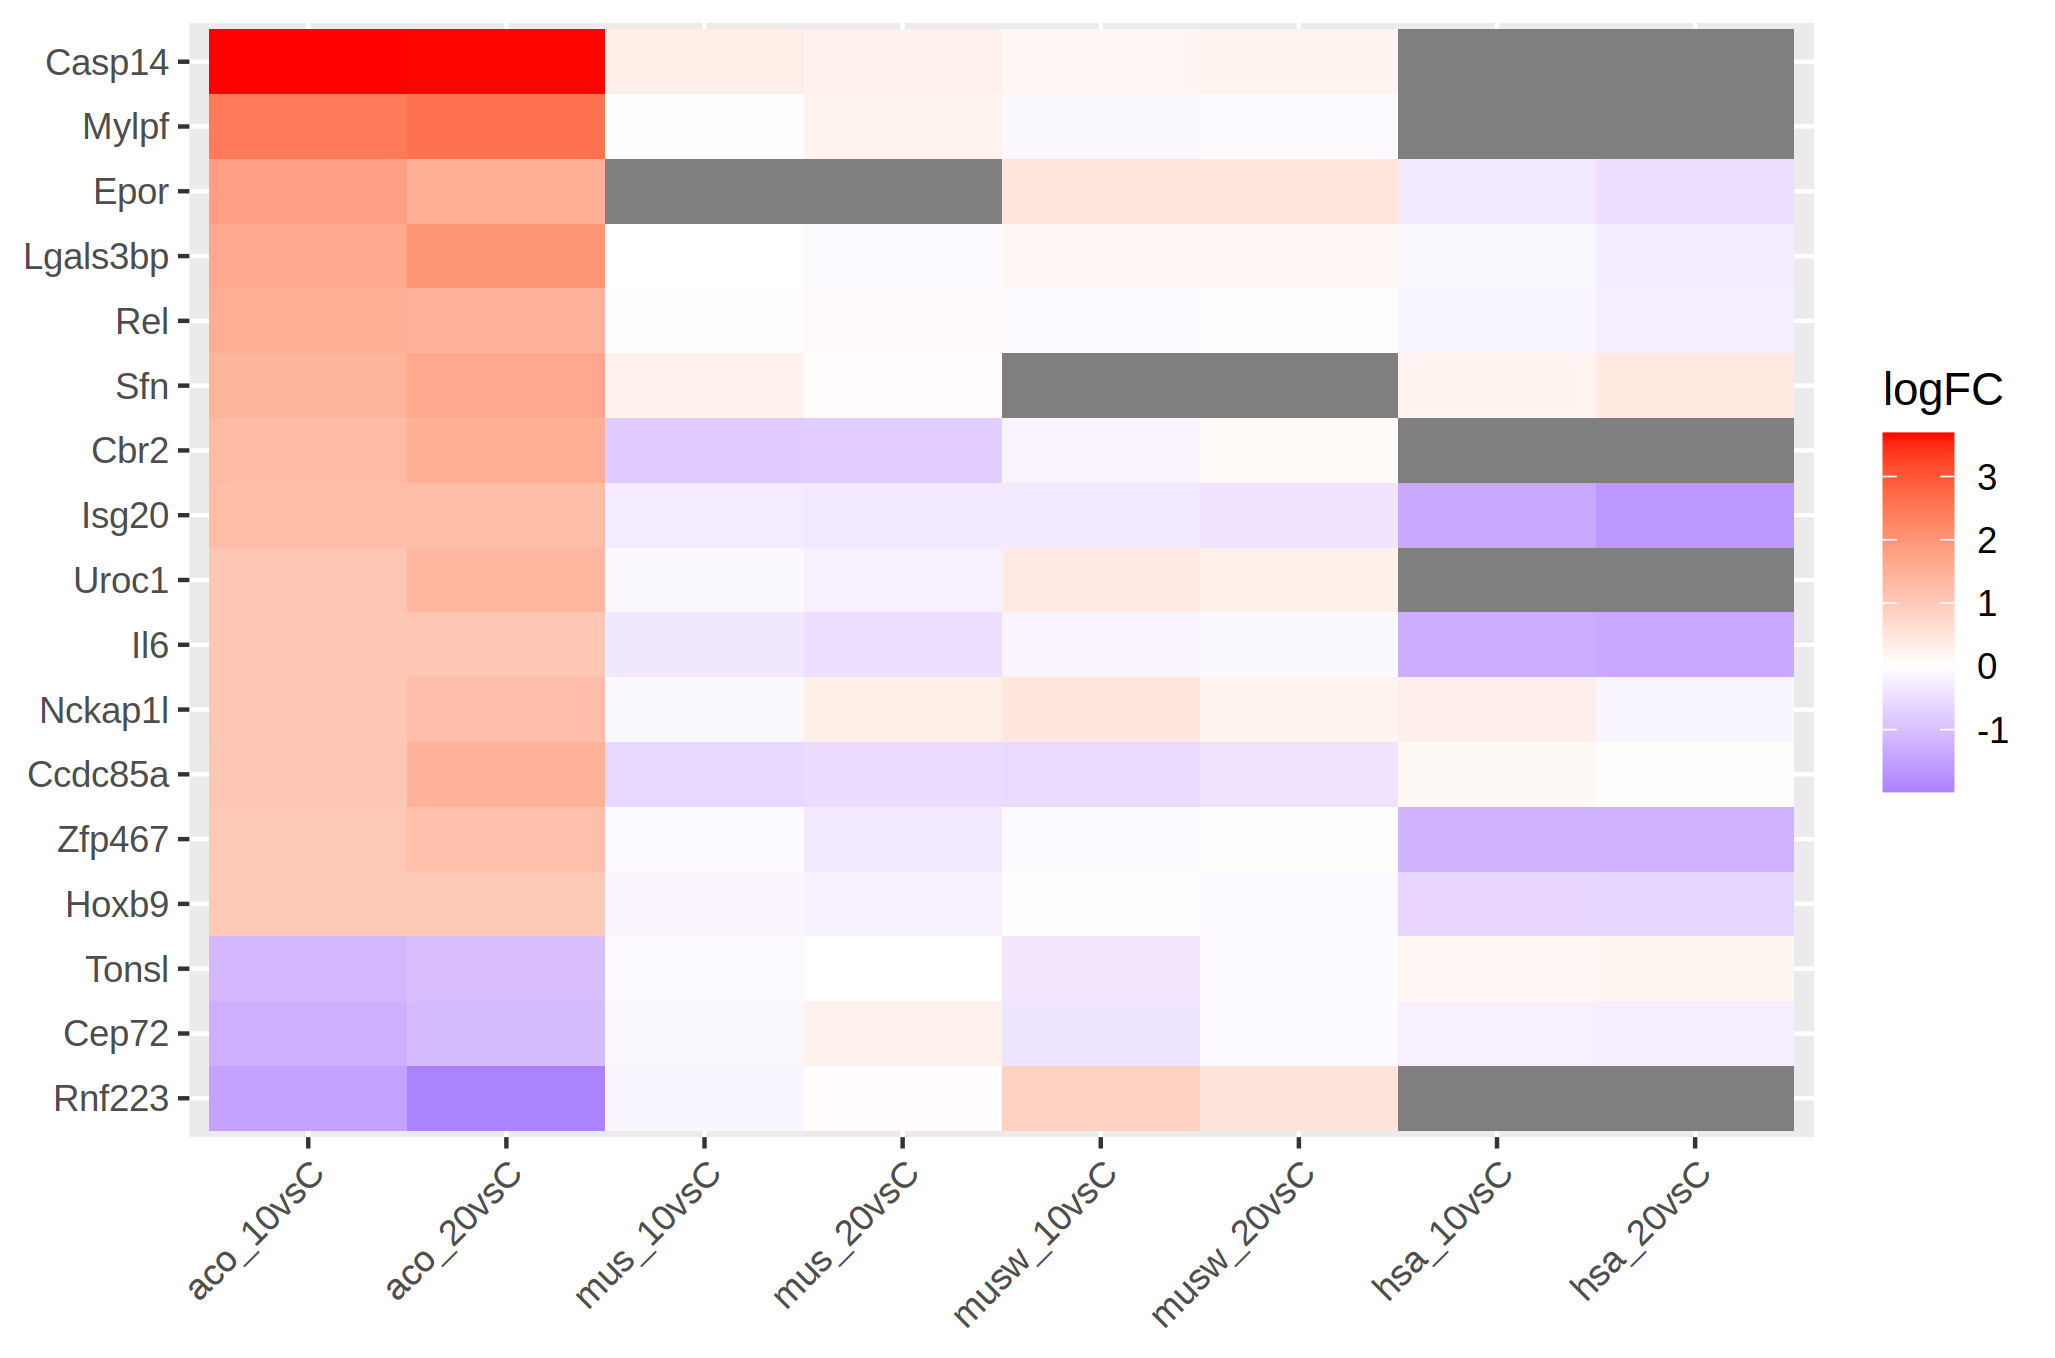 Casp14
Mylpf
Epor
Lgals3bp
Rel
Sfn
Cbr2
Isg20
Uroc1
Il6
Nckap1l
Ccdc85a
Zfp467
Hoxb9
Tonsl
Cep72
Rnf223
aco_10vsC
aco_20vsC
mus_10vsC
mus_20vsC
musw_10vsC
musw_20vsC
hsa_10vsC
hsa_20vsC
logFC
3
2
1
0
-1